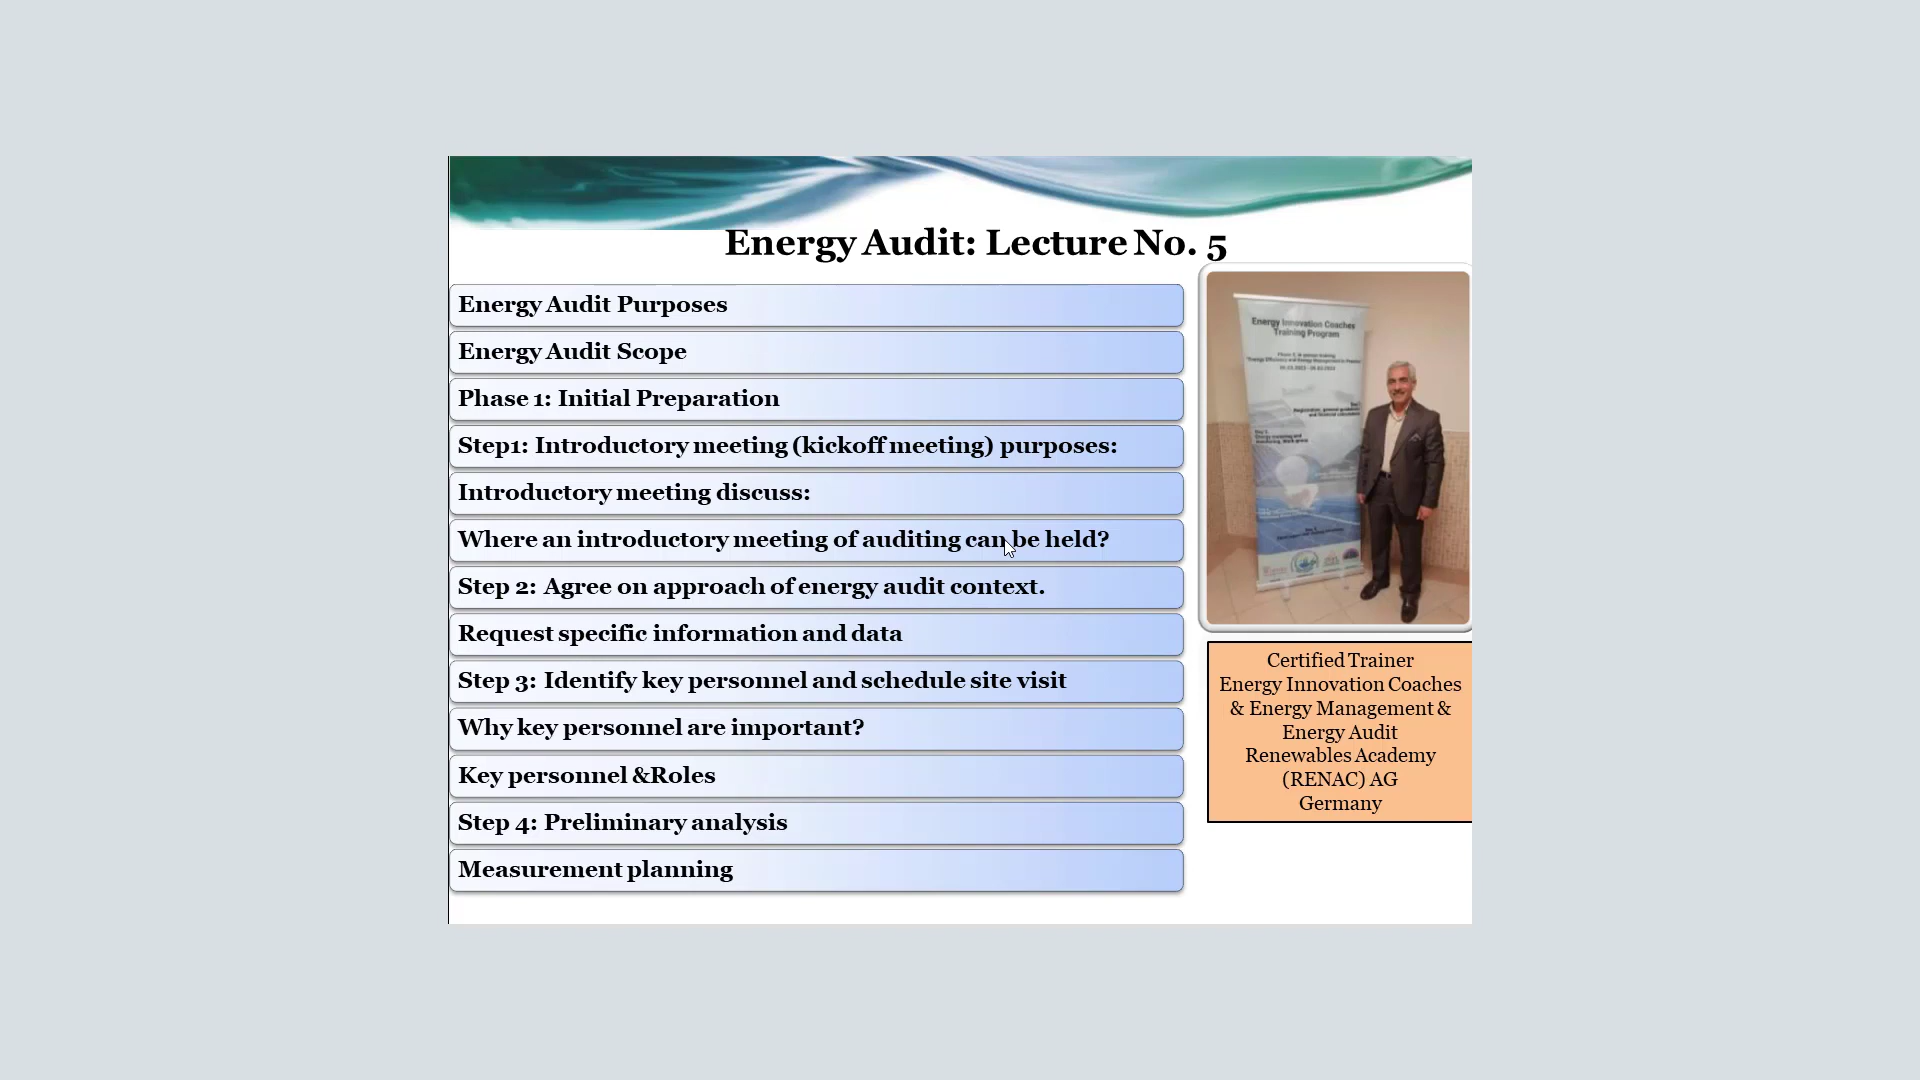 Energy Audit: Lecture No. 5
Energy Audit Purposes
Energy Audit Scope
Phase 1: Initial Preparation
Step1: Introductory meeting (kickoff meeting) purposes:
Introductory meeting discuss:
Where an introductory meeting of auditing can be held?
Step 2: Agree on approach of energy audit context.
Request specific information and data
Step 3: Identify key personnel and schedule site visit
Why key personnel are important?
Key personnel &Roles
Step 4: Preliminary analysis
Measurement planning
Energy Innovation Coaches
Training Program
Certified Trainer
Energy Innovation Coaches
& Energy Management &
Energy Audit
Renewables Academy
(RENAC) AG
Germany